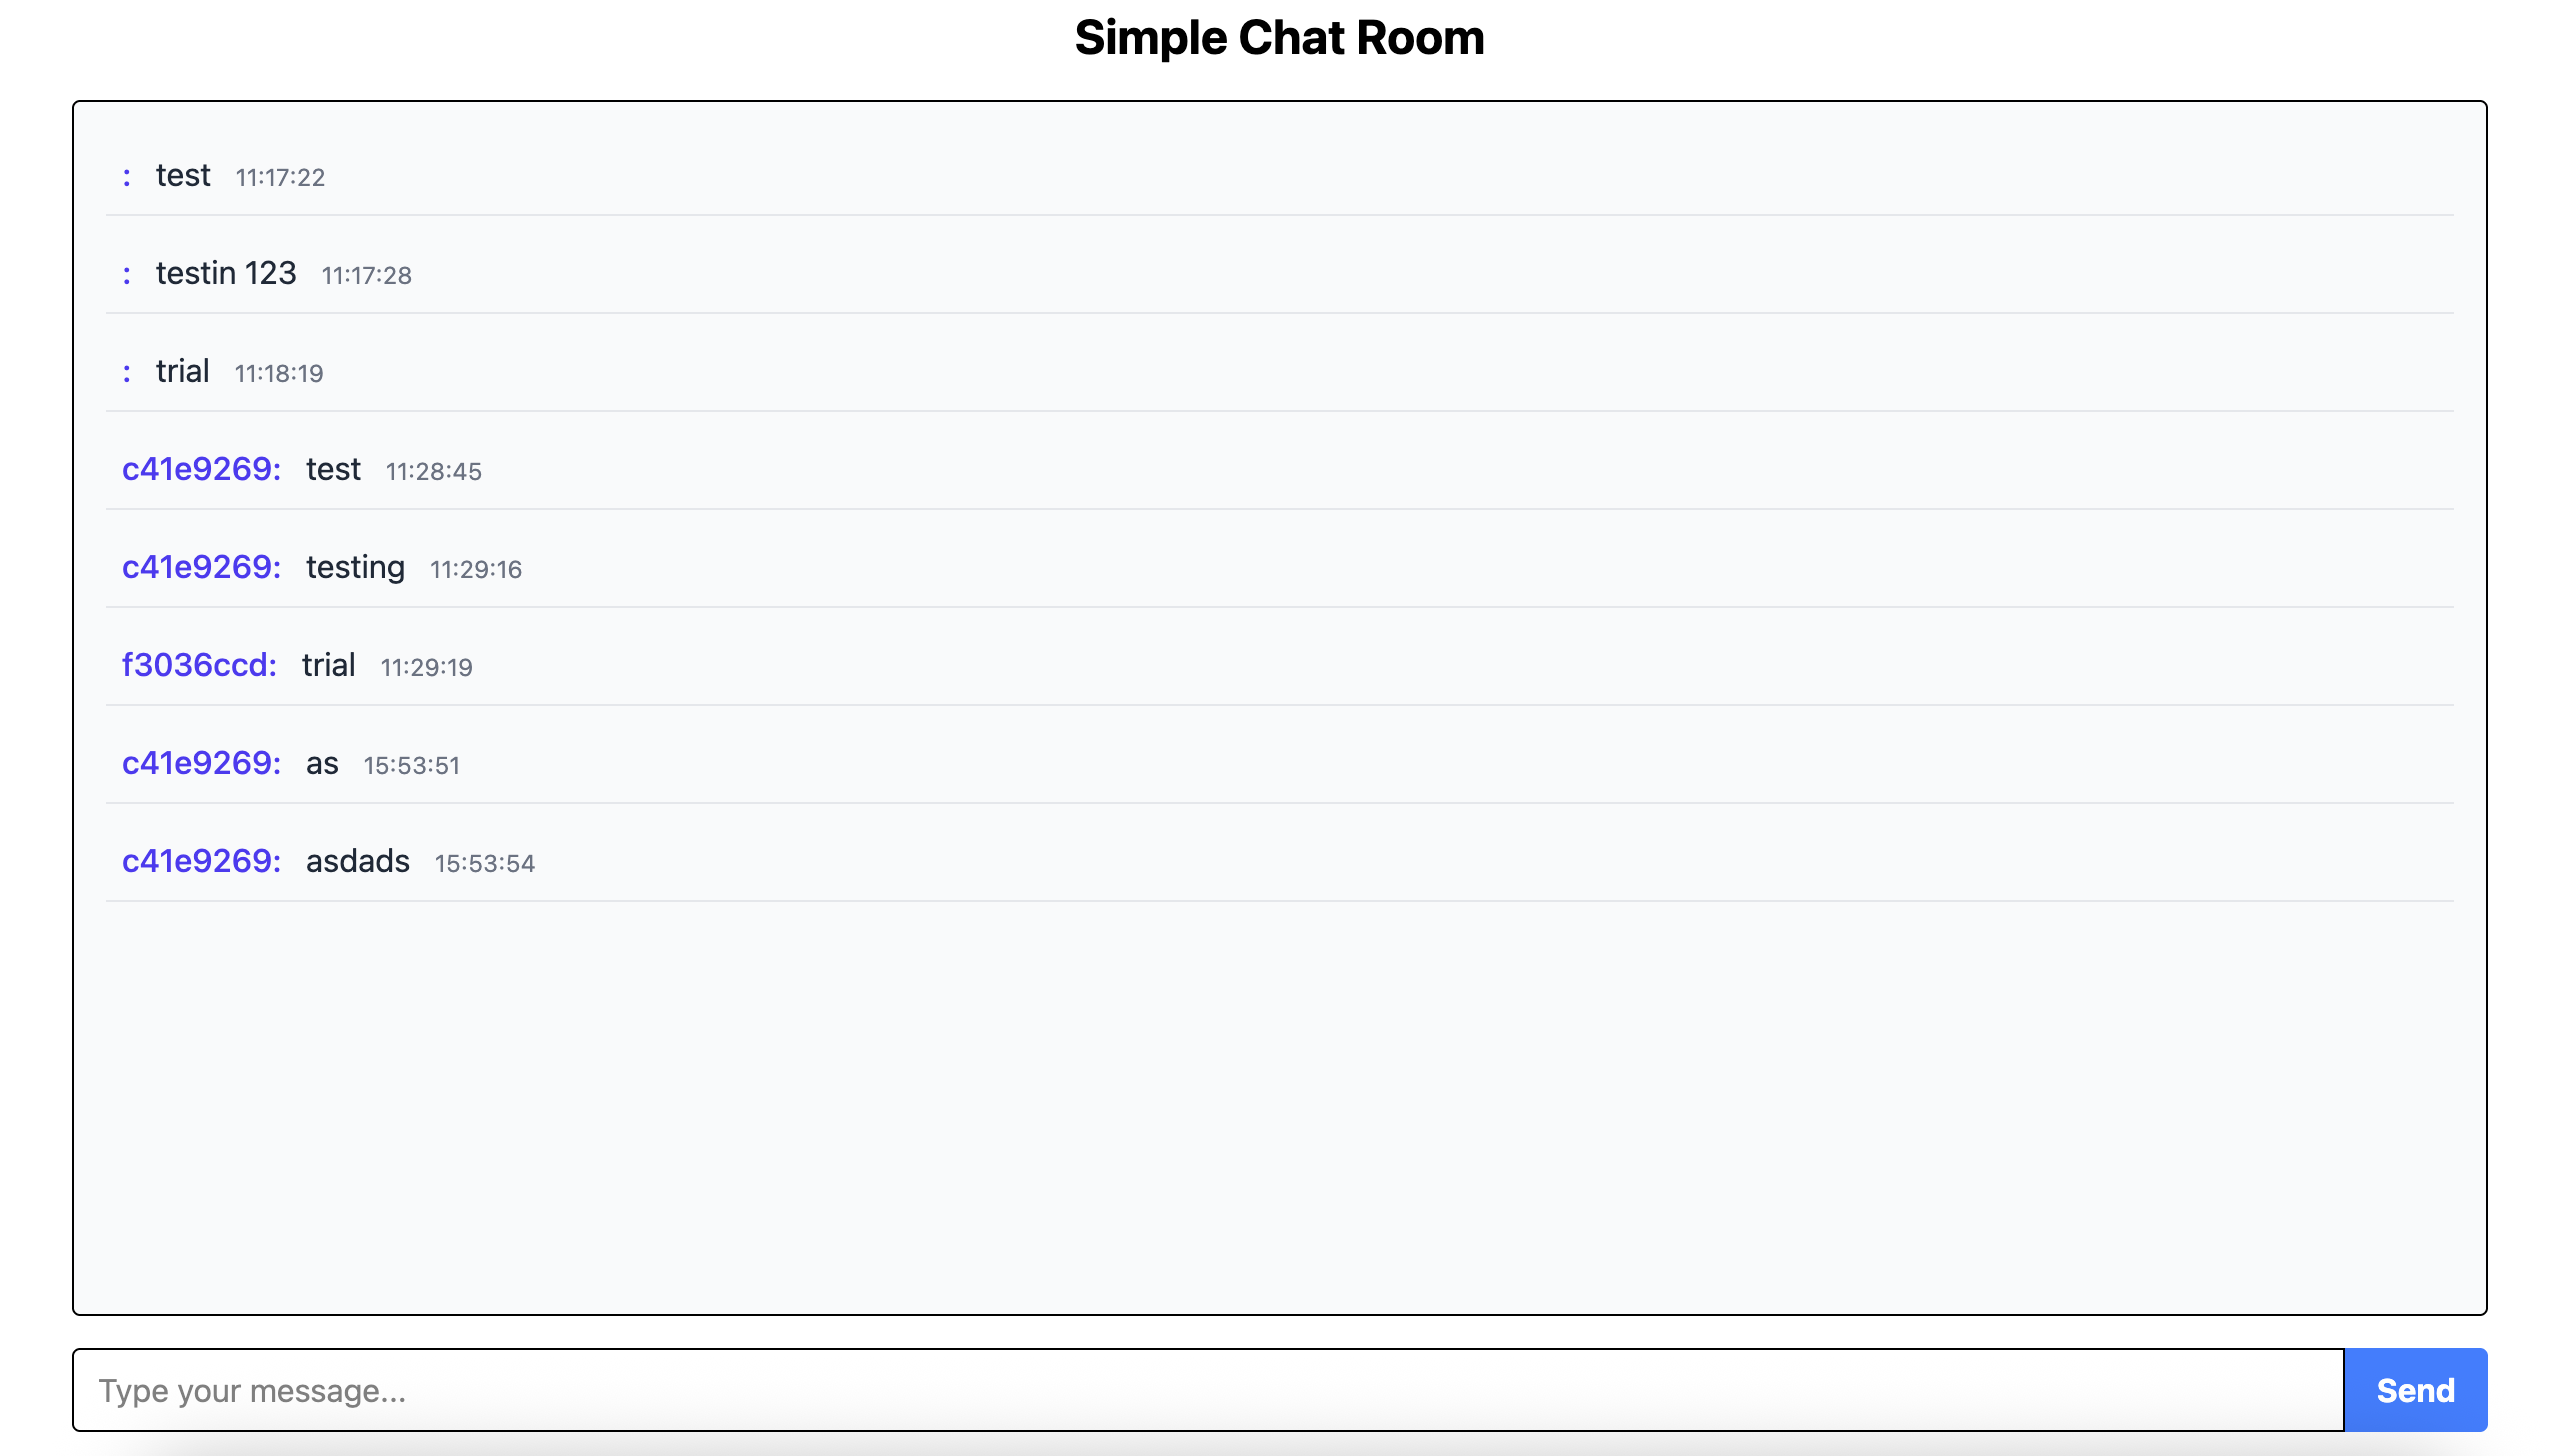 Simple Chat Room
: test 11:17:22
: testin 123 11:17:28
: trial 11:18:19
c41e9269: test 11:28:45
c41e9269: testing 11:29:16
f3036ccd: trial 11:29:19
c41e9269: as 15:53:51
c41e9269: asdads 15:53:54
Type your message...
Send